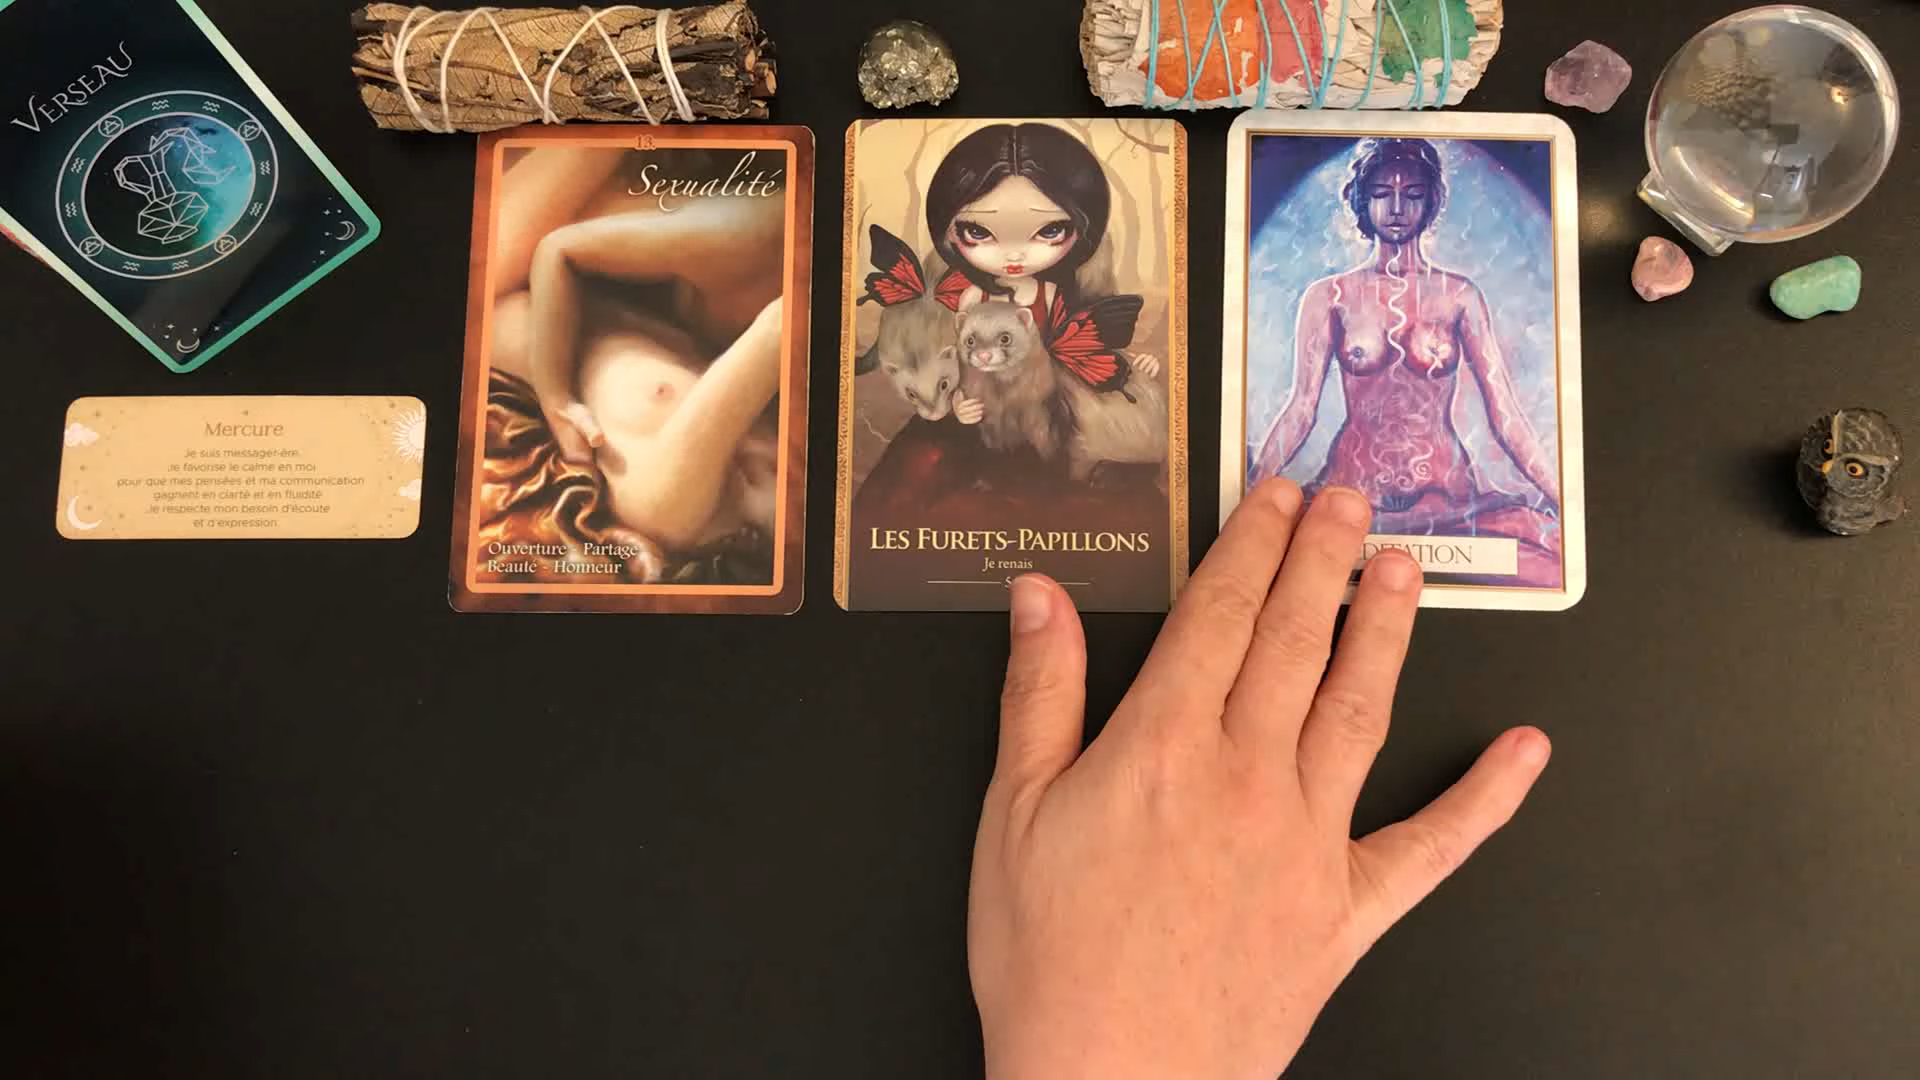 VERSEAU
Mercure
Je suis messager·ère.
Je favorise le calme en moi
pour que mes pensées et ma communication
gagnent en clarté et en fluidité.
Je respecte mon besoin d'écoute
et d'expression.
13.
Sexualité
Ouverture - Partage
Beauté - Honneur
LES FURETS-PAPILLONS
Je renais
DITATION